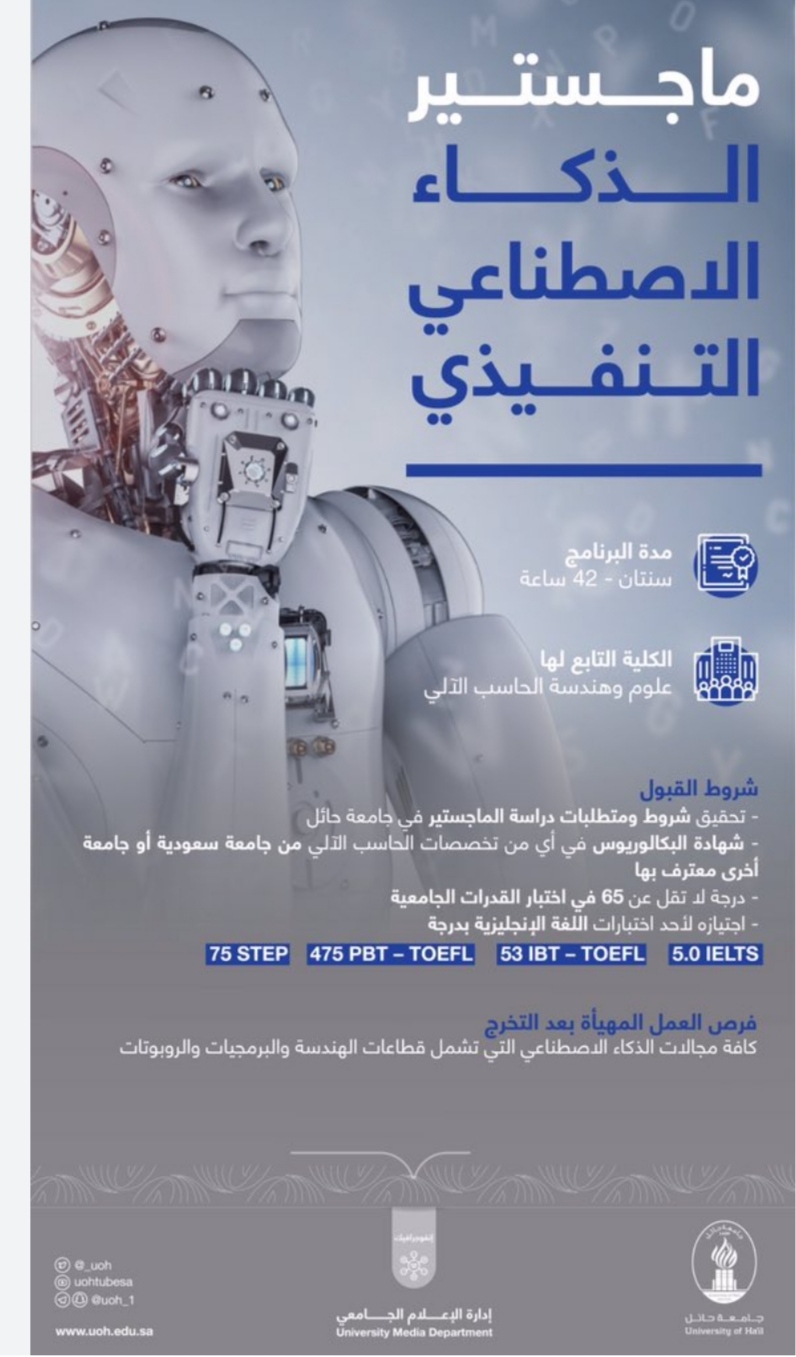 ماجستير
الذكاء
الاصطناعي
التنفيذي
مدة البرنامج
سنتان - 42 ساعة
الكلية التابع لها
علوم وهندسة الحاسب الآلي
شروط القبول
- تحقيق شروط ومتطلبات دراسة الماجستير في جامعة حائل
- شهادة البكالوريوس في أي من تخصصات الحاسب الآلي من جامعة سعودية أو جامعة
أخرى معترف بها
- درجة لا تقل عن 65 في اختبار القدرات الجامعية
- اجتيازه لأحد اختبارات اللغة الإنجليزية بدرجة
5.0 IELTS 53 IBT – TOEFL 475 PBT – TOEFL 75 STEP
فرص العمل المهيأة بعد التخرج
كافة مجالات الذكاء الاصطناعي التي تشمل قطاعات الهندسة والبرمجيات والروبوتات
إنفوجرافيك
@_uoh
uohtubesa
@uoh_1
www.uoh.edu.sa
إدارة الإعلام الجامعي
University Media Department
جامعة حائل
University of Ha'il